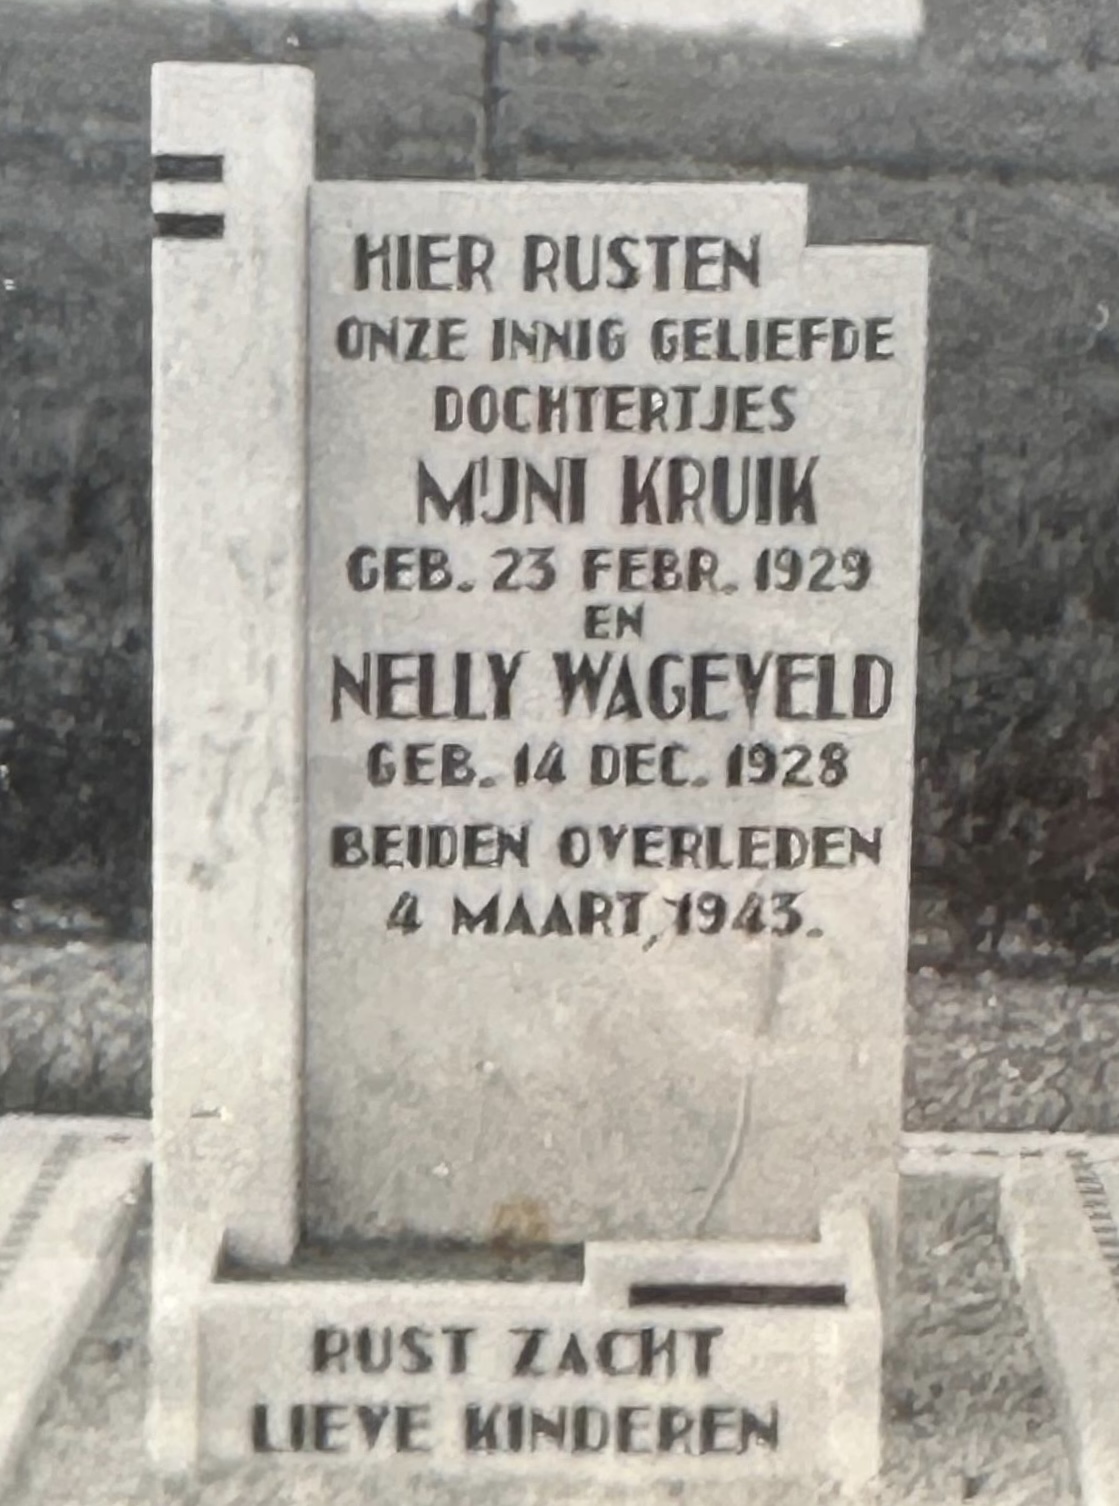 HIER RUSTEN
ONZE INNIG GELIEFDE
DOCHTERTJES
MIJNI KRUIK
GEB. 23 FEBR. 1929
EN
NELLY WAGEVELD
GEB. 14 DEC. 1928
BEIDEN OVERLEDEN
4 MAART, 1943.
RUST ZACHT
LIEVE KINDEREN